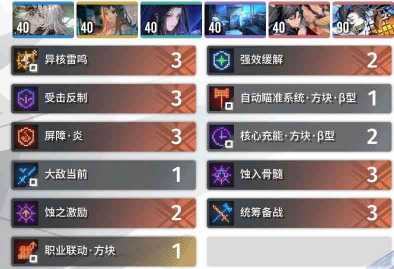 40 40 40 40 40 90
异核雷鸣 3 强效缓解 2
受击反制 3 自动瞄准系统·方块·β型 1
屏障·炎 3 核心充能·方块·β型 2
大敌当前 1 蚀入骨髓 3
蚀之激励 2 统筹备战 3
职业联动·方块 1